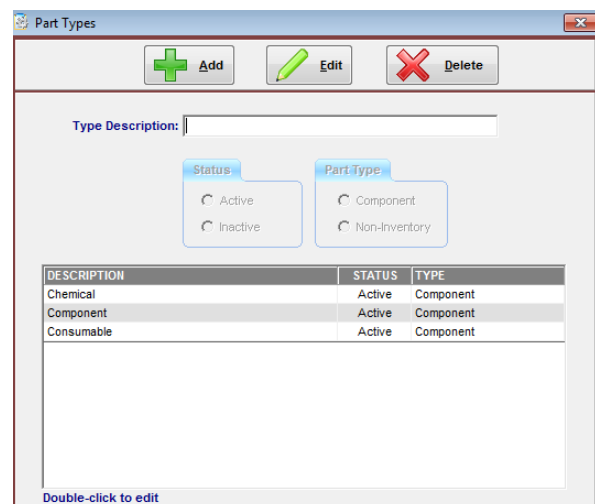 Part Types
Add Edit Delete
Type Description:
Status Part Type
Active Component
Inactive Non-Inventory
DESCRIPTION STATUS TYPE
Chemical Active Component
Component Active Component
Consumable Active Component
Double-click to edit